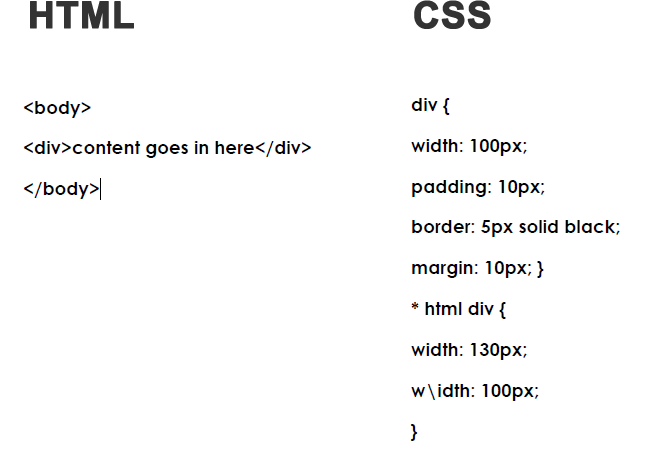 HTML
<body>
<div>content goes in here</div>
</body>
CSS
div {
width: 100px;
padding: 10px;
border: 5px solid black;
margin: 10px; }
* html div {
width: 130px;
w\idth: 100px;
}